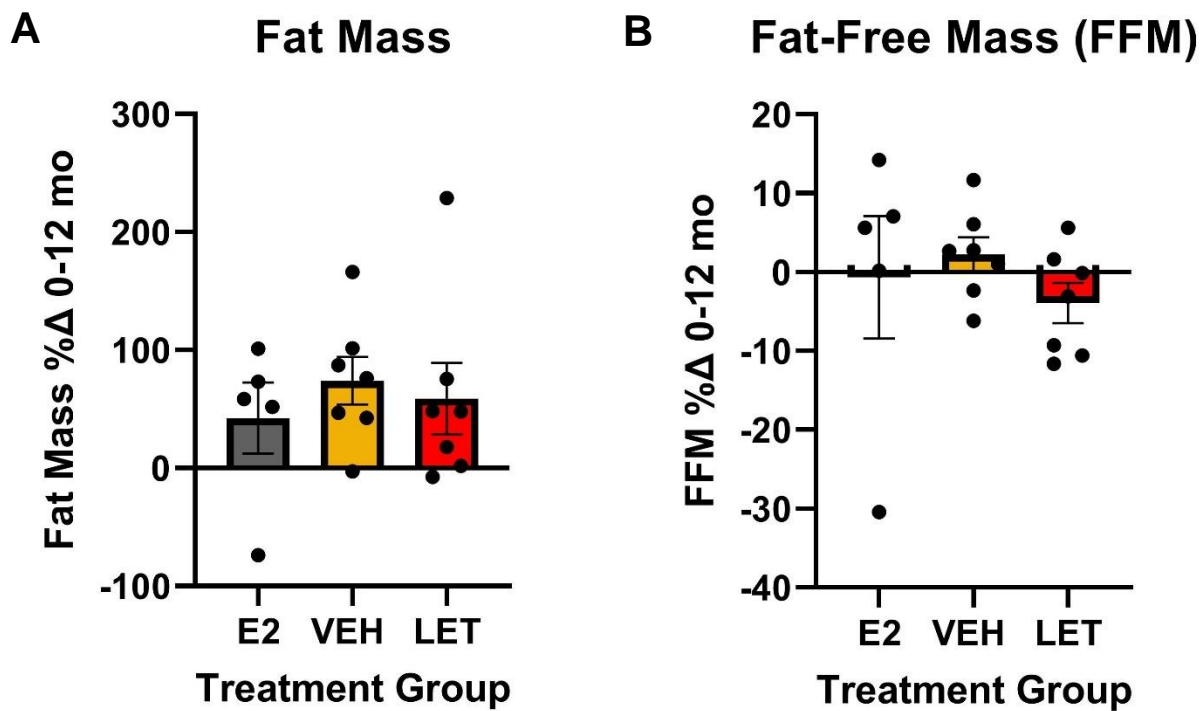 A
Fat Mass
Fat Mass %Δ 0-12 mo
300
200
100
0
-100
E2 VEH LET
Treatment Group
B
Fat-Free Mass (FFM)
FFM %Δ 0-12 mo
20
10
0
-10
-20
-30
-40
E2 VEH LET
Treatment Group